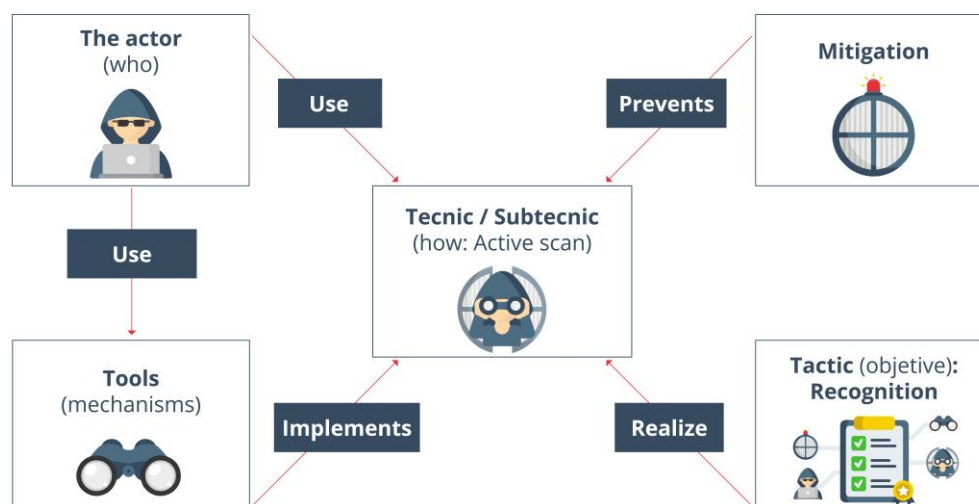 The actor
(who)
Use
Prevents
Mitigation
Use
Tecnic / Subtecnic
(how: Active scan)
Tools
(mechanisms)
Implements
Realize
Tactic (objetive):
Recognition